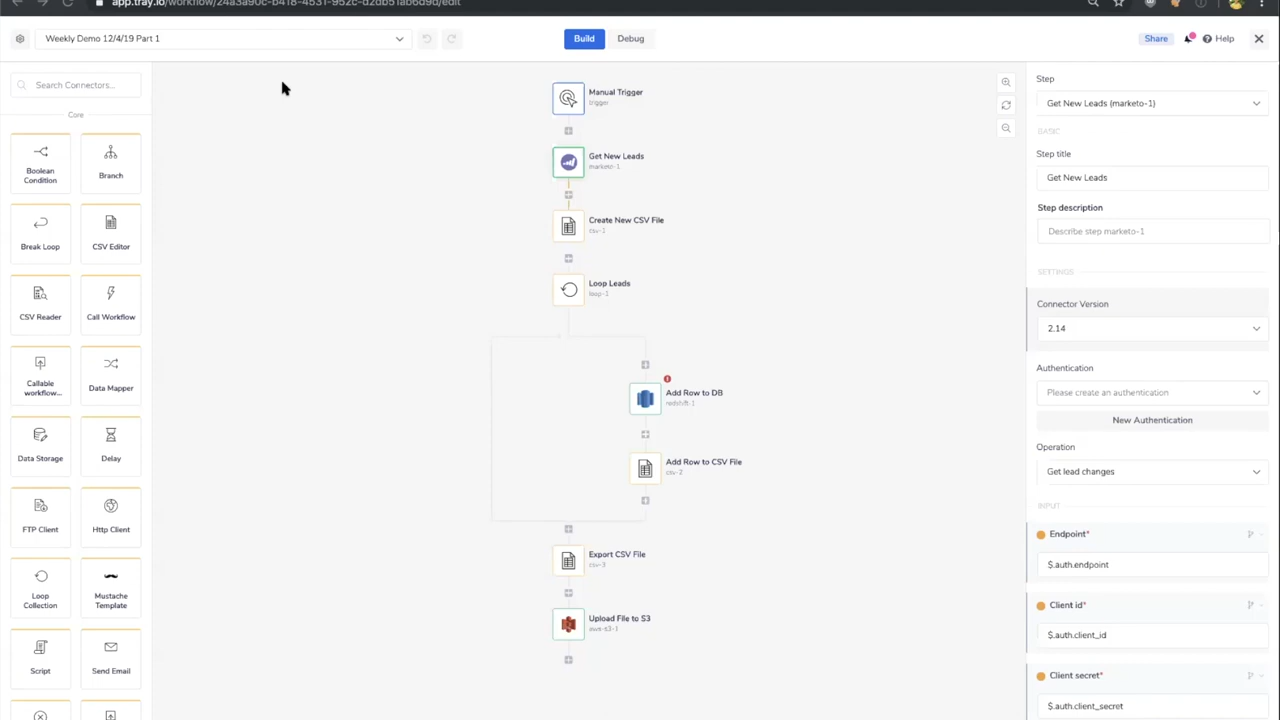 app.tray.io/workflow/24a3a90c-b418-4531-952c-d2db51ab6d9d/edit
Weekly Demo 12/4/19 Part 1
Build
Debug
Share
Help
Search Connectors...
Core
Boolean
Condition
Branch
Break Loop
CSV Editor
CSV Reader
Call Workflow
Callable
workflow...
Data Mapper
Data Storage
Delay
FTP Client
Http Client
Loop
Collection
Mustache
Template
Script
Send Email
Manual Trigger
trigger
Get New Leads
marketo-1
Create New CSV File
Loop Leads
Add Row to DB
redshift-1
Add Row to CSV File
csv-2
Export CSV File
csv-3
Upload File to S3
aws-s3-1
Step
Get New Leads (marketo-1)
BASIC
Step title
Get New Leads
Step description
Describe step marketo-1
SETTINGS
Connector Version
2.14
Authentication
Please create an authentication
New Authentication
Operation
Get lead changes
INPUT
Endpoint*
$.auth.endpoint
Client id*
$.auth.client_id
Client secret*
$.auth.client_secret